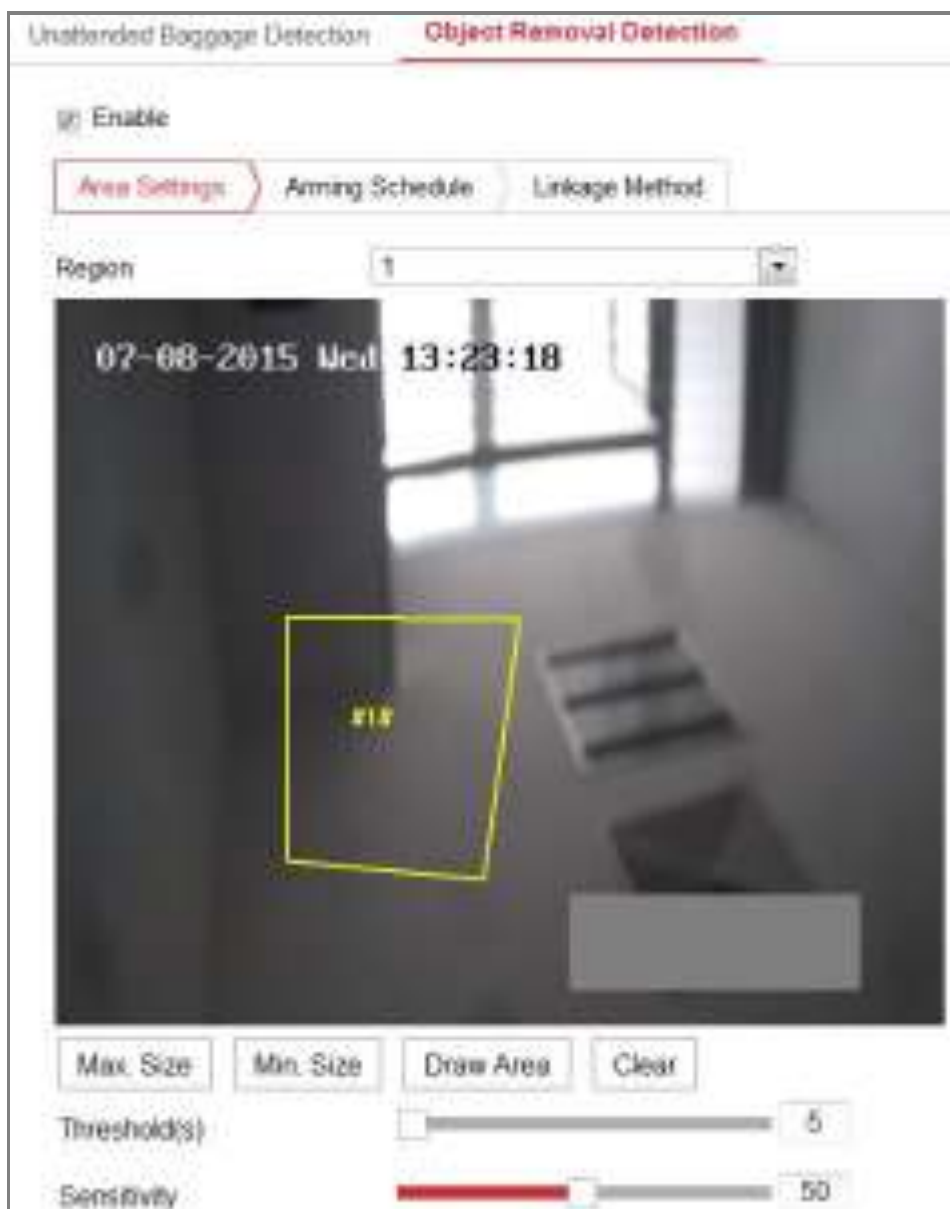 Unattended Baggage Detection Object Removal Detection
Enable
Area Settings Arming Schedule Linkage Method
Region 1
07-08-2015 Wed 13:23:18
#1#
Max. Size Min. Size Draw Area Clear
Threshold(s) 5
Sensitivity 50